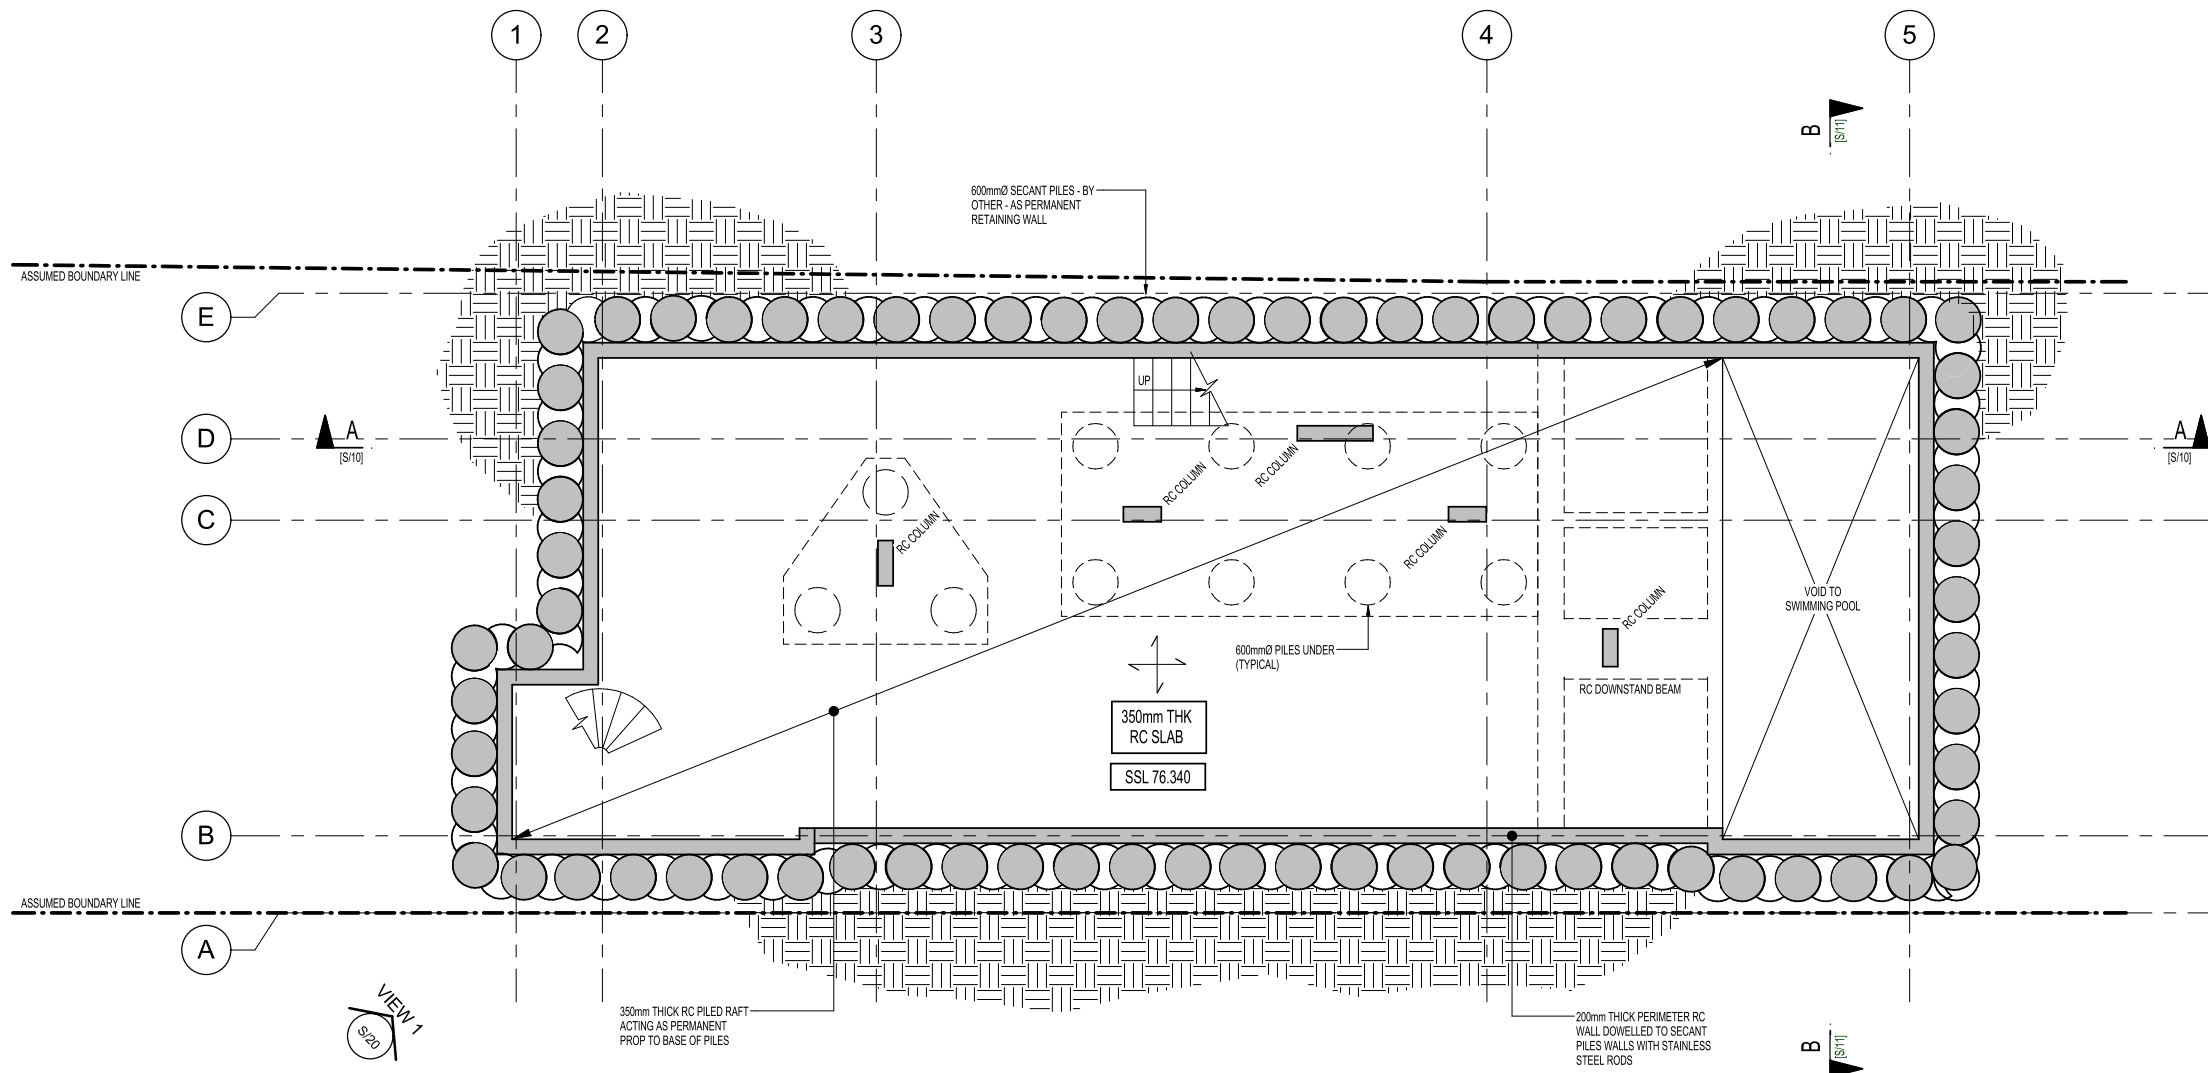 1
2
3
4
5
B
[S/11]
600mmØ SECANT PILES - BY
OTHER - AS PERMANENT
RETAINING WALL
ASSUMED BOUNDARY LINE
E
UP
D
A
[S/10]
A
[S/10]
RC COLUMN
RC COLUMN
C
RC COLUMN
RC COLUMN
VOID TO
SWIMMING POOL
RC COLUMN
600mmØ PILES UNDER
(TYPICAL)
RC DOWNSTAND BEAM
350mm THK
RC SLAB
SSL 76.340
B
ASSUMED BOUNDARY LINE
A
VIEW 1
S/20
350mm THICK RC PILED RAFT
ACTING AS PERMANENT
PROP TO BASE OF PILES
200mm THICK PERIMETER RC
WALL DOWELLED TO SECANT
PILES WALLS WITH STAINLESS
STEEL RODS
B
[S/11]